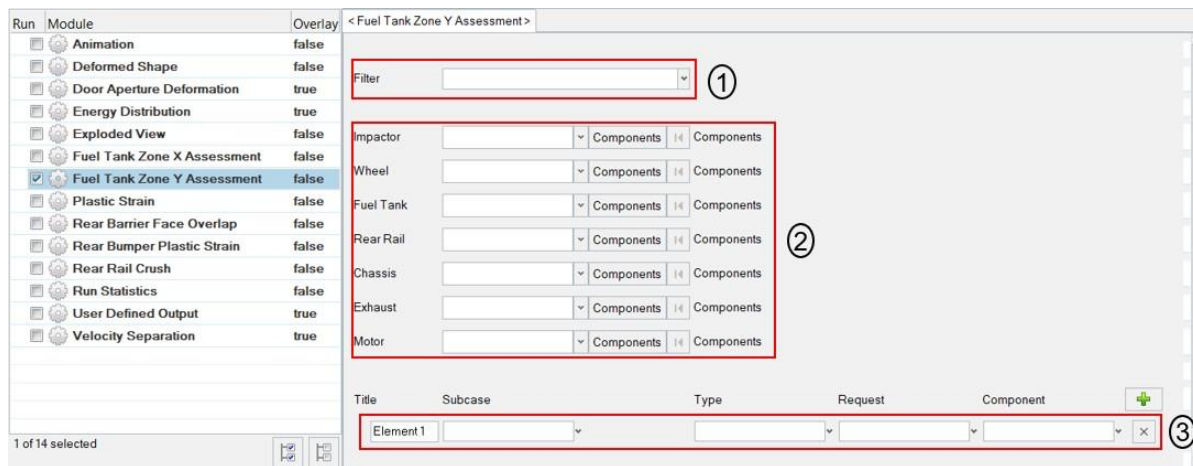 Run Module Overlay
Animation false
Deformed Shape false
Door Aperture Deformation true
Energy Distribution true
Exploded View false
Fuel Tank Zone X Assessment false
Fuel Tank Zone Y Assessment false
Plastic Strain false
Rear Barrier Face Overlap false
Rear Bumper Plastic Strain false
Rear Rail Crush false
Run Statistics false
User Defined Output true
Velocity Separation true
1 of 14 selected
< Fuel Tank Zone Y Assessment >
Filter
①
Impactor Components Components
Wheel Components Components
Fuel Tank Components Components
Rear Rail Components Components
Chassis Components Components
Exhaust Components Components
Motor Components Components
②
Title Subcase Type Request Component
Element 1
③